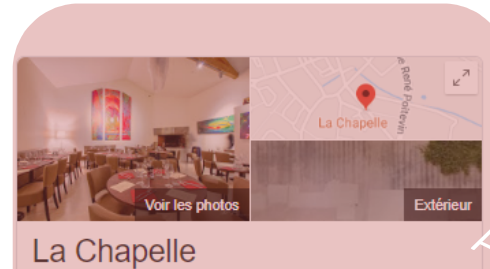 e René Poitevin
La Chapelle
Voir les photos
Extérieur
La Chapelle